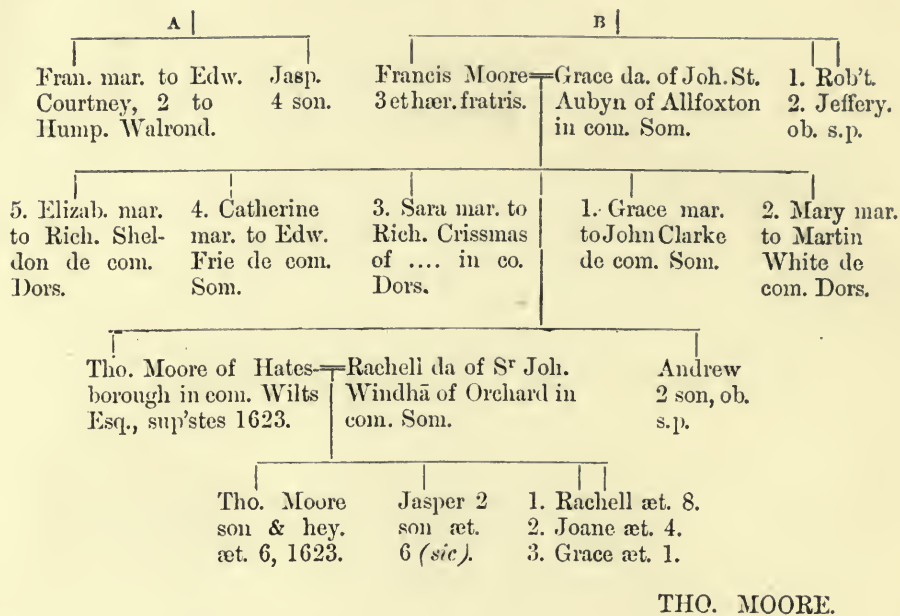 A B
Fran. mar. to Edw.
Courtney, 2 to
Hump. Walrond.
Jasp.
4 son.
Francis Moore
3 et hær. fratris.
Grace da. of Joh. St.
Aubyn of Allfoxton
in com. Som.
1. Rob't.
2. Jeffery.
ob. s.p.
5. Elizab. mar.
to Rich. Shel-
don de com.
Dors.
4. Catherine
mar. to Edw.
Frie de com.
Som.
3. Sara mar. to
Rich. Crissmas
of .... in co.
Dors.
1. Grace mar.
to John Clarke
de com. Som.
2. Mary mar.
to Martin
White de
com. Dors.
Tho. Moore of Hates-
borough in com. Wilts
Esq., sup'stes 1623.
Rachell da of Sʳ Joh.
Windhā of Orchard in
com. Som.
Andrew
2 son, ob.
s.p.
Tho. Moore
son & hey.
æt. 6, 1623.
Jasper 2
son æt.
6 (sic).
1. Rachell æt. 8.
2. Joane æt. 4.
3. Grace æt. 1.
THO. MOORE.